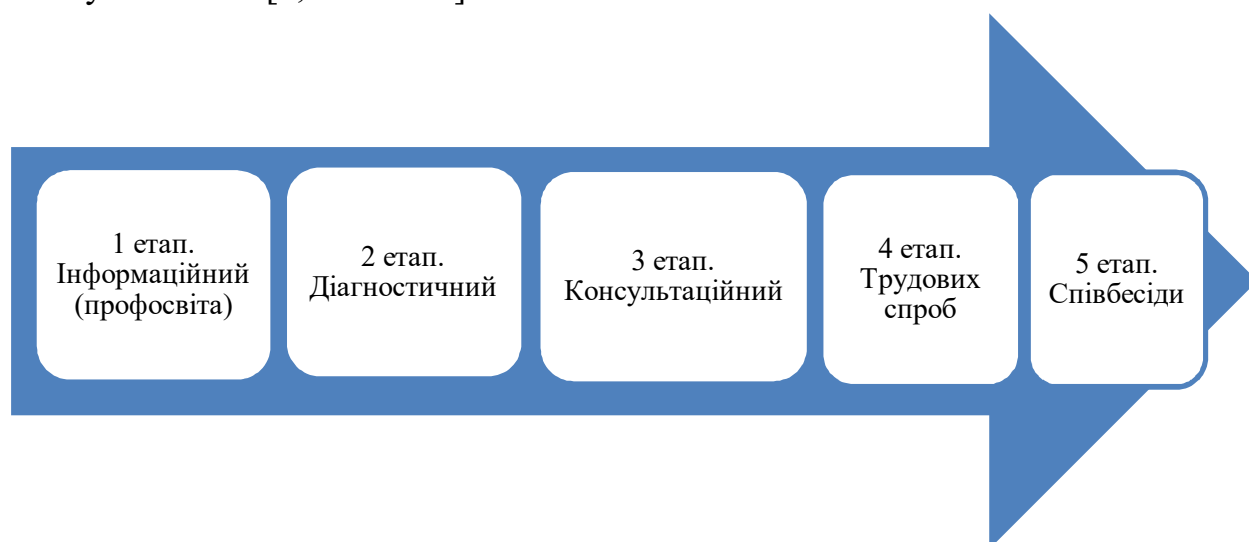 1 етап.
Інформаційний
(профосвіта)
2 етап.
Діагностичний
3 етап.
Консультаційний
4 етап.
Трудових
спроб
5 етап.
Співбесіди